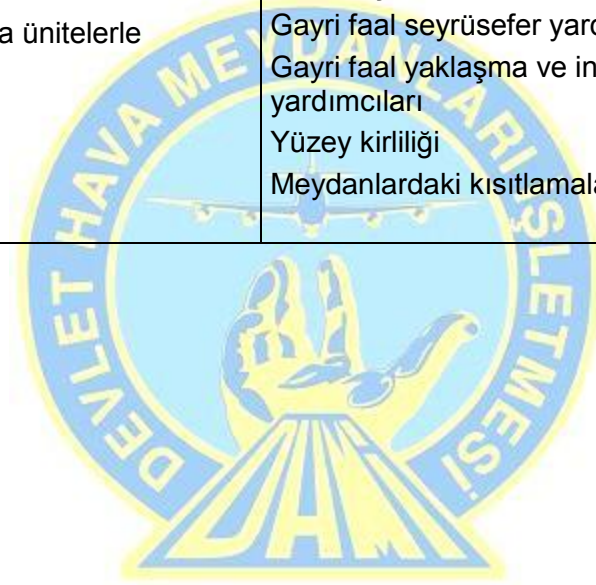 a ünitelerle
Gayri faal seyrüsefer yard
Gayri faal yaklaşma ve in
yardımcıları
Yüzey kirliliği
Meydanlardaki kısıtlamala
DEVLET HAVA MEYDANLARI İŞLETMESİ
DHMİ